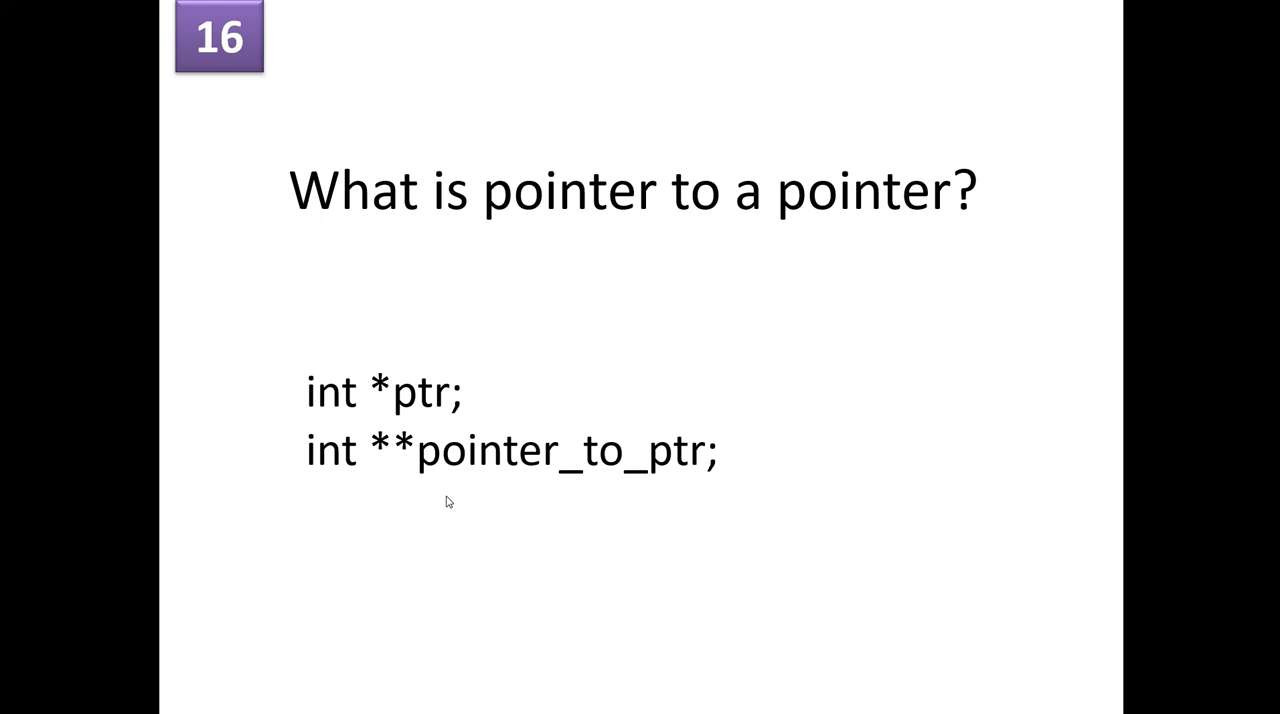 16
What is pointer to a pointer?
int *ptr;
int **pointer_to_ptr;